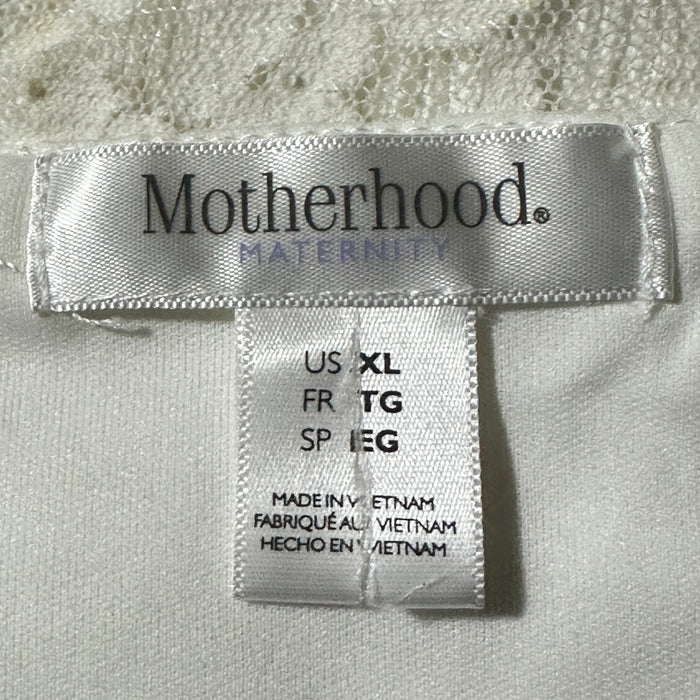 Motherhood.®
MATERNITY
US XL
FR TG
SP EG
MADE IN VIETNAM
FABRIQUÉ AU VIETNAM
HECHO EN VIETNAM